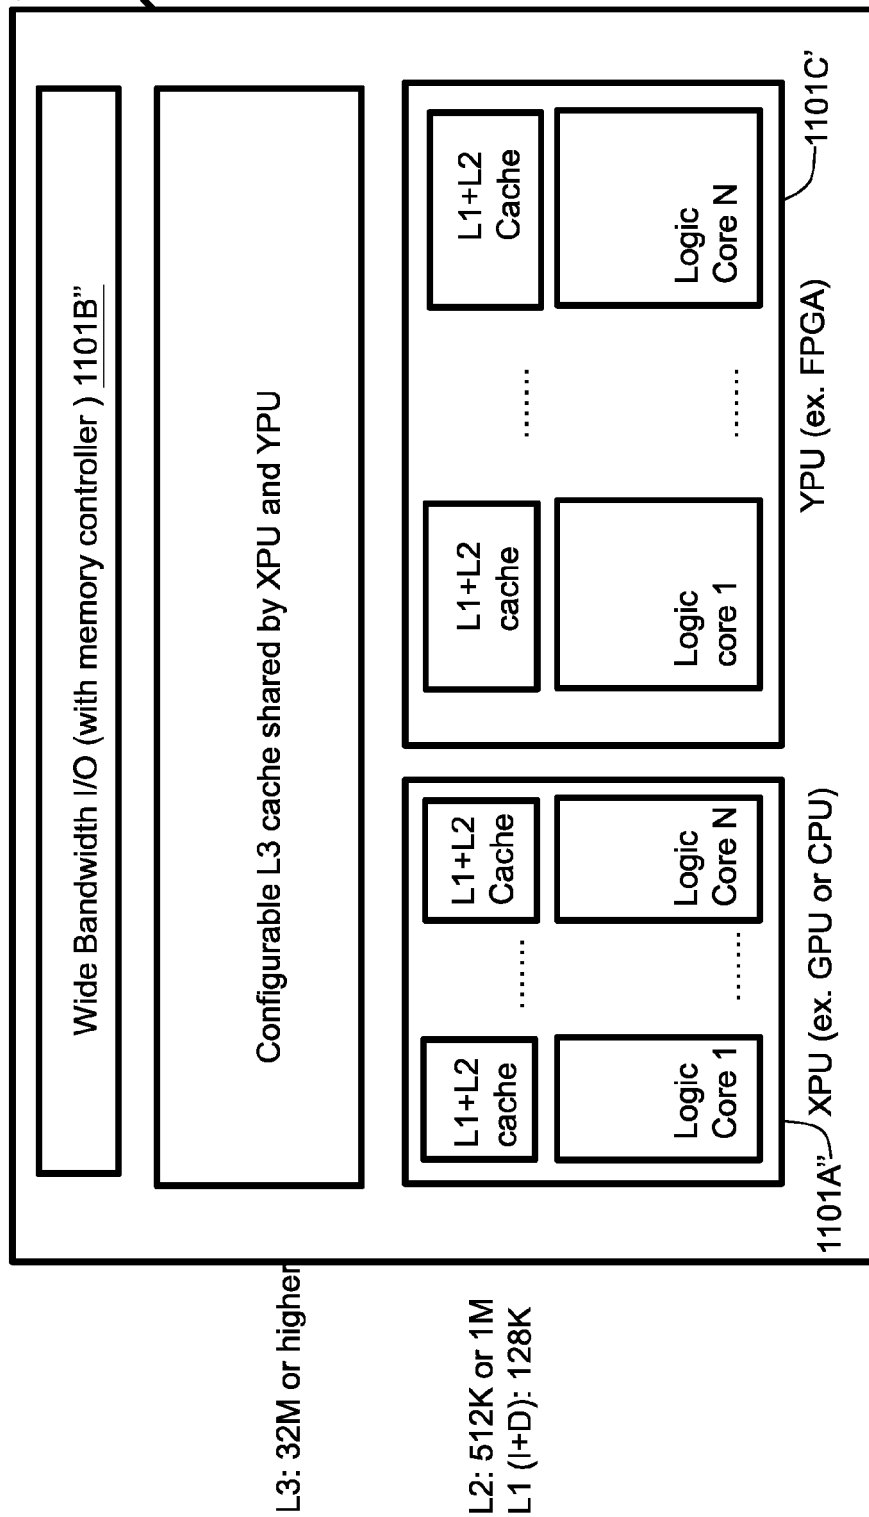 Wide Bandwidth I/O (with memory controller ) 1101B”
L3: 32M or higher
Configurable L3 cache shared by XPU and YPU
L2: 512K or 1M
L1 (I+D): 128K
L1+L2
cache
.......
L1+L2
Cache
L1+L2
cache
.......
L1+L2
Cache
Logic
Core 1
.......
Logic
Core N
Logic
core 1
.......
Logic
Core N
1101A”
XPU (ex. GPU or CPU)
YPU (ex. FPGA)
1101C’